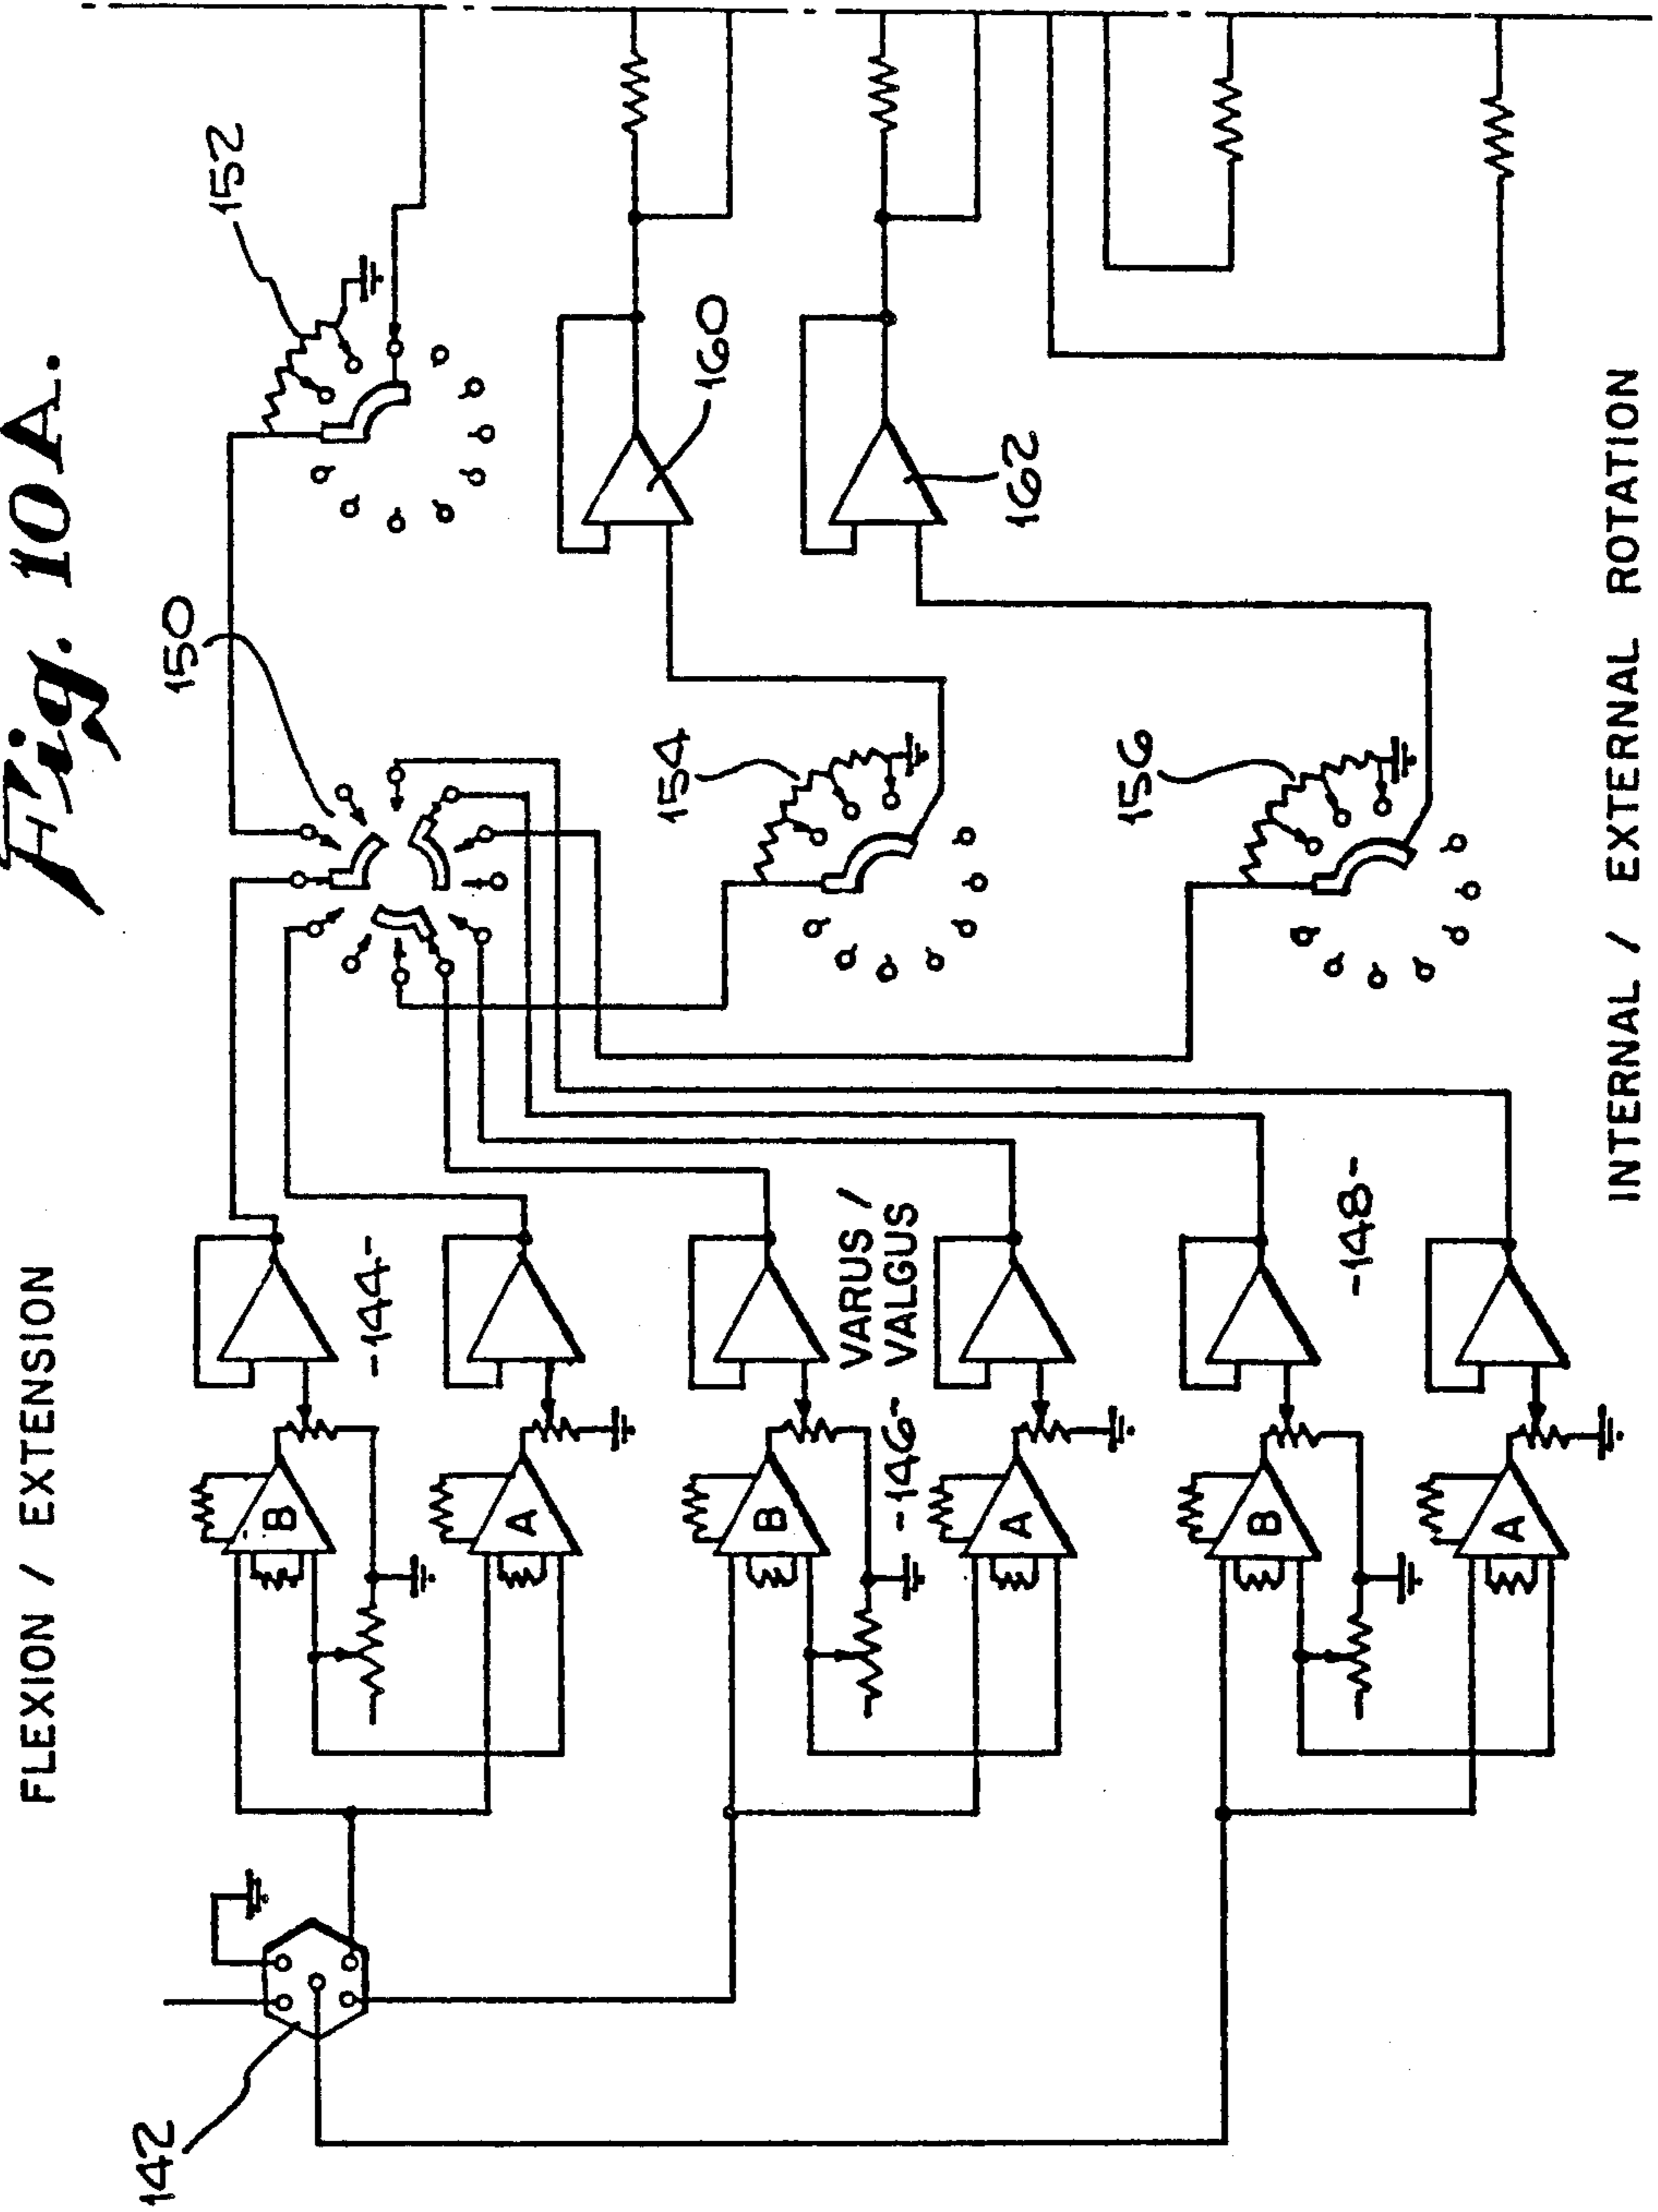 Fig. 10A.
FLEXION / EXTENSION
142
150
152
B
-144-
A
160
154
162
B
VARUS /
VALGUS
-146-
A
156
B
-148-
A
INTERNAL / EXTERNAL ROTATION